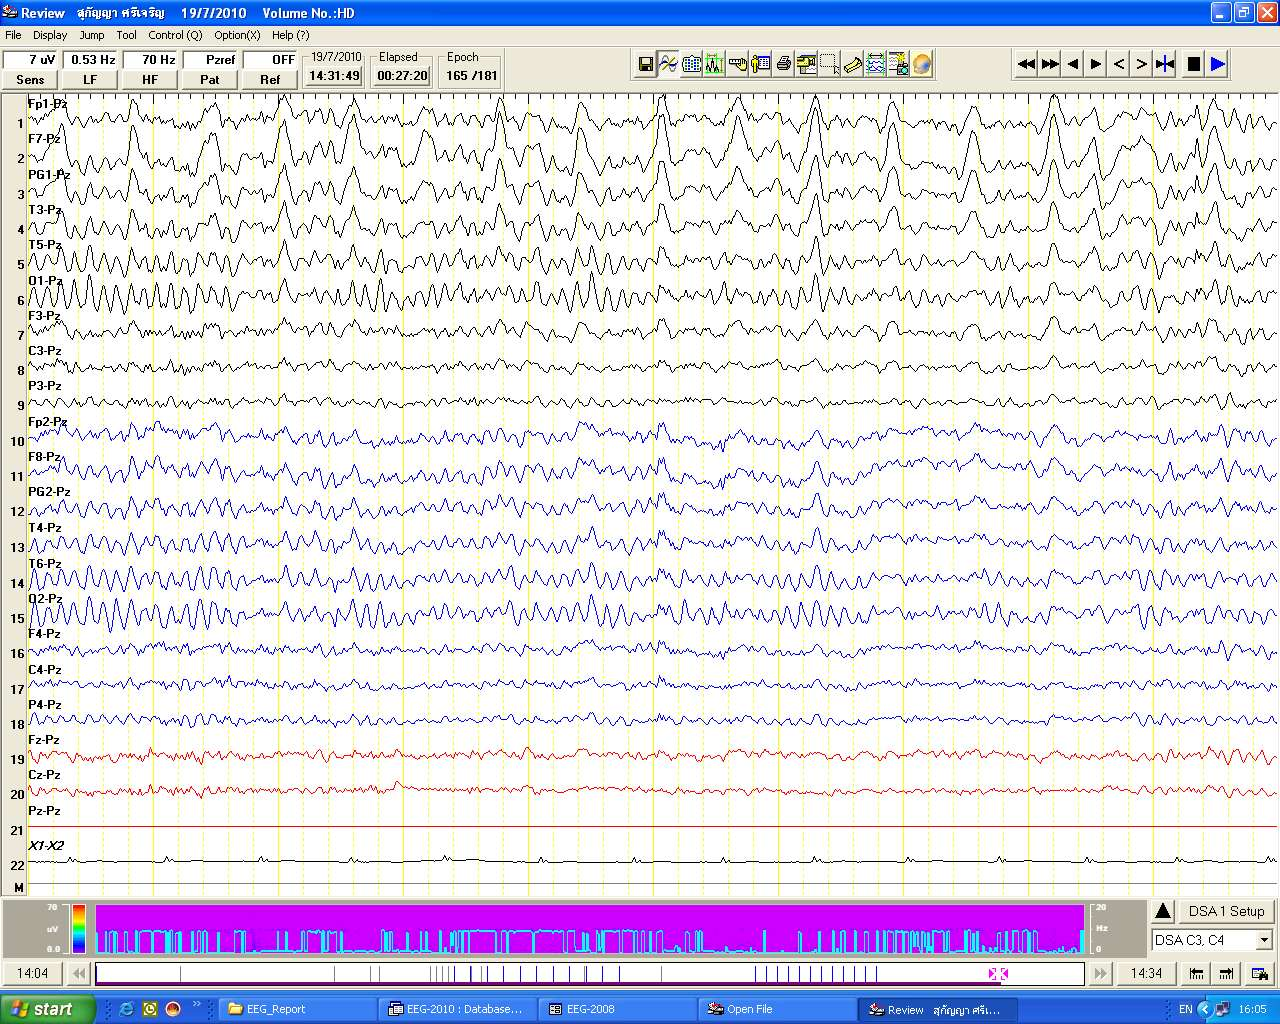 Review สุกัญญา ศรีเจริญ 19/7/2010 Volume No.:HD
File Display Jump Tool Control (Q) Option(X) Help (?)
7 uV 0.53 Hz 70 Hz Pzref OFF
Sens LF HF Pat Ref
19/7/2010 Elapsed Epoch
14:31:49 00:27:20 165 /181
Fp1-Pz
1
F7-Pz
2
PG1-Pz
3
T3-Pz
4
T5-Pz
5
O1-Pz
6
F3-Pz
7
C3-Pz
8
P3-Pz
9
Fp2-Pz
10
F8-Pz
11
PG2-Pz
12
T4-Pz
13
T6-Pz
14
O2-Pz
15
F4-Pz
16
C4-Pz
17
P4-Pz
18
Fz-Pz
19
Cz-Pz
20
Pz-Pz
21
X1-X2
22
M
70 20
uV Hz
0.0 0
DSA 1 Setup
DSA C3, C4
14:04 14:34
start EEG_Report EEG-2010 : Database... EEG-2008 Open File Review สุกัญญา ศรีเ... EN 16:05